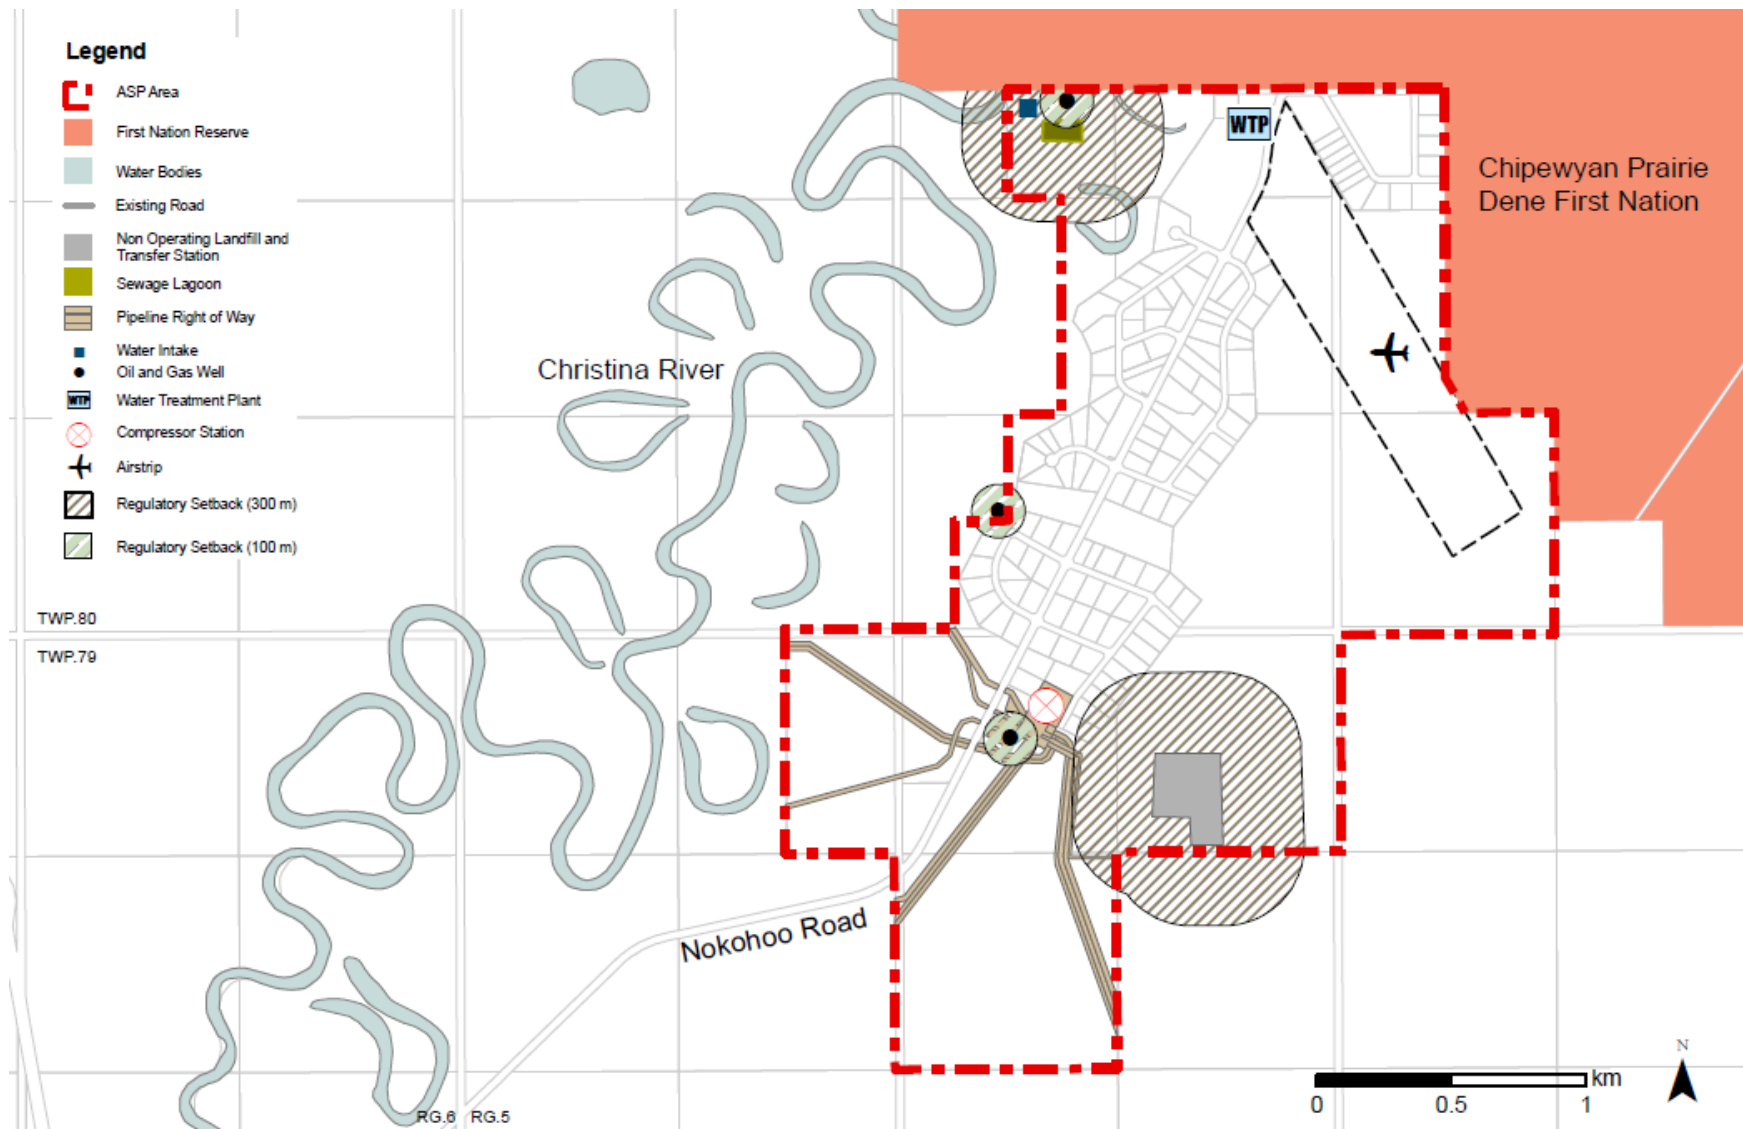 Legend
ASP Area
First Nation Reserve
Water Bodies
Existing Road
Non Operating Landfill and
Transfer Station
Sewage Lagoon
Pipeline Right of Way
Water Intake
Oil and Gas Well
WTP
Water Treatment Plant
Compressor Station
Airstrip
Regulatory Setback (300 m)
Regulatory Setback (100 m)
WTP
Chipewyan Prairie
Dene First Nation
Christina River
TWP.80
TWP.79
Nokohoo Road
RG.6 RG.5
N
km
0 0.5 1